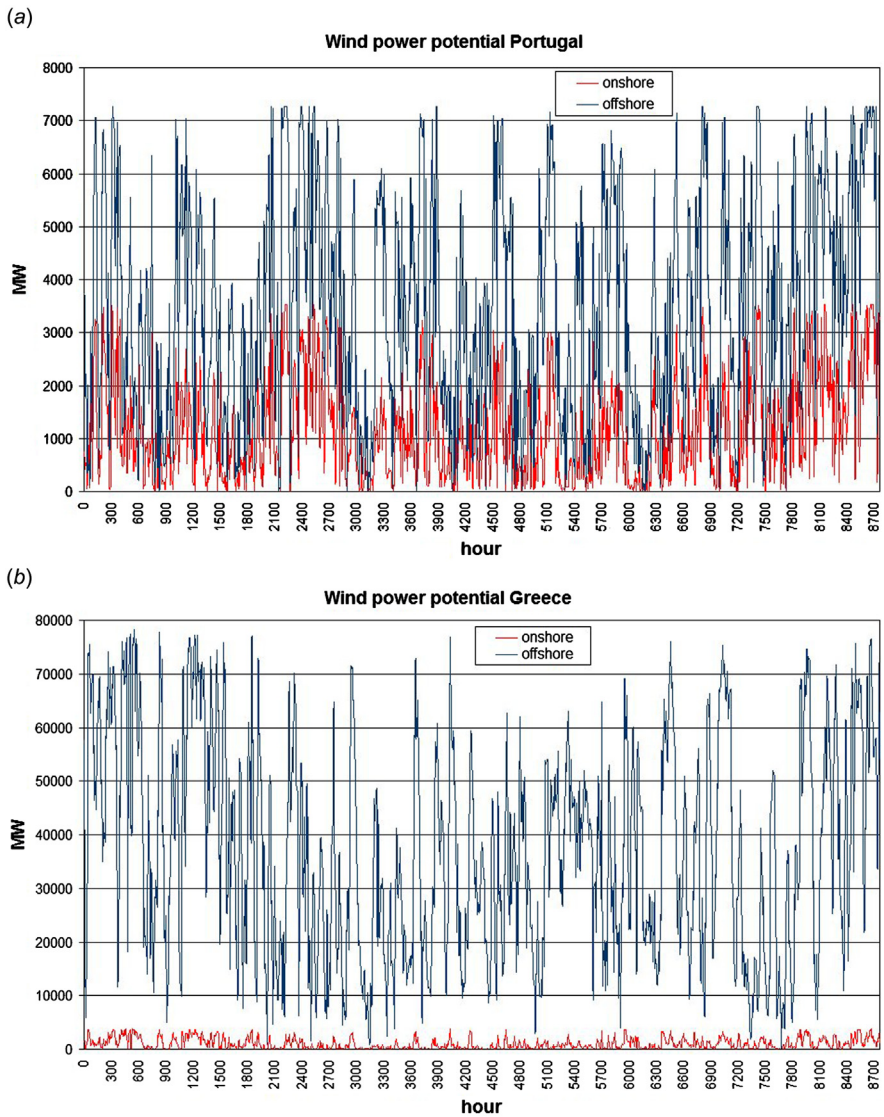 (a)
Wind power potential Portugal
onshore
offshore
8000
7000
6000
5000
4000
3000
2000
1000
0
MW
0 300 600 900 1200 1500 1800 2100 2400 2700 3000 3300 3600 3900 4200 4500 4800 5100 5400 5700 6000 6300 6600 6900 7200 7500 7800 8100 8400 8700
hour
(b)
Wind power potential Greece
onshore
offshore
80000
70000
60000
50000
40000
30000
20000
10000
0
MW
0 300 600 900 1200 1500 1800 2100 2400 2700 3000 3300 3600 3900 4200 4500 4800 5100 5400 5700 6000 6300 6600 6900 7200 7500 7800 8100 8400 8700
hour